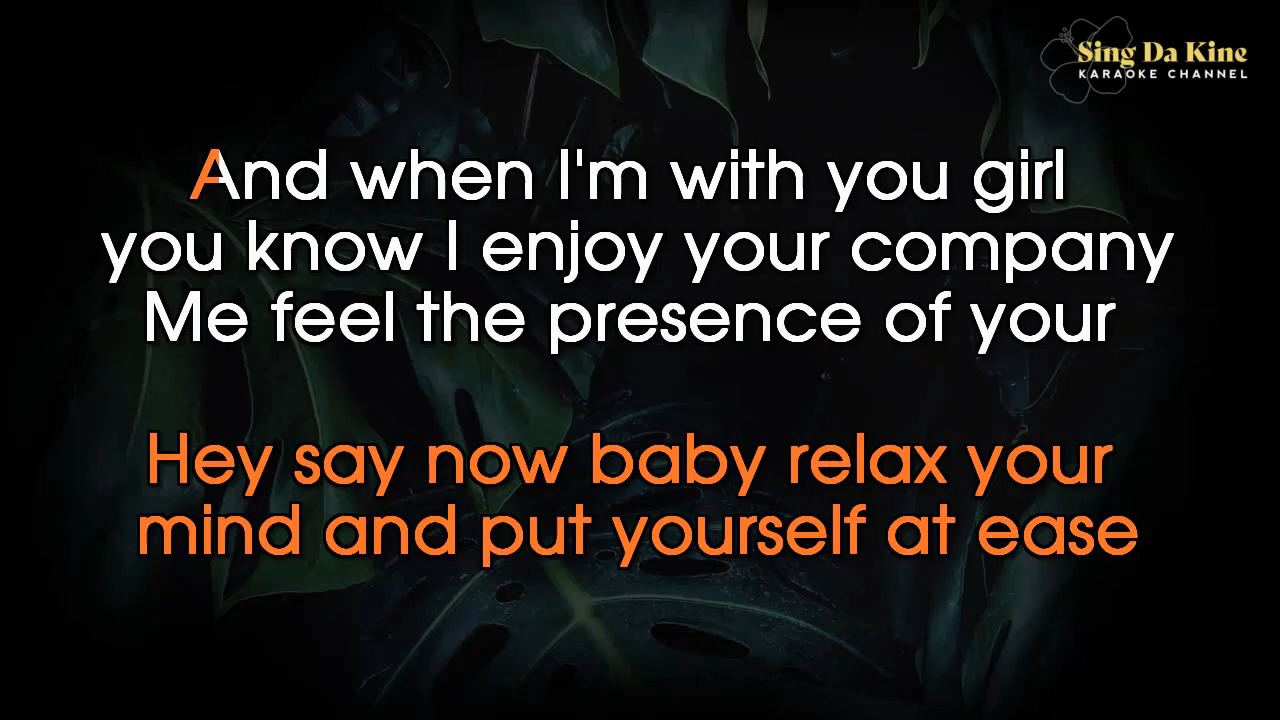 Sing Da Kine
KARAOKE CHANNEL
And when I'm with you girl
you know I enjoy your company
Me feel the presence of your
Hey say now baby relax your
mind and put yourself at ease